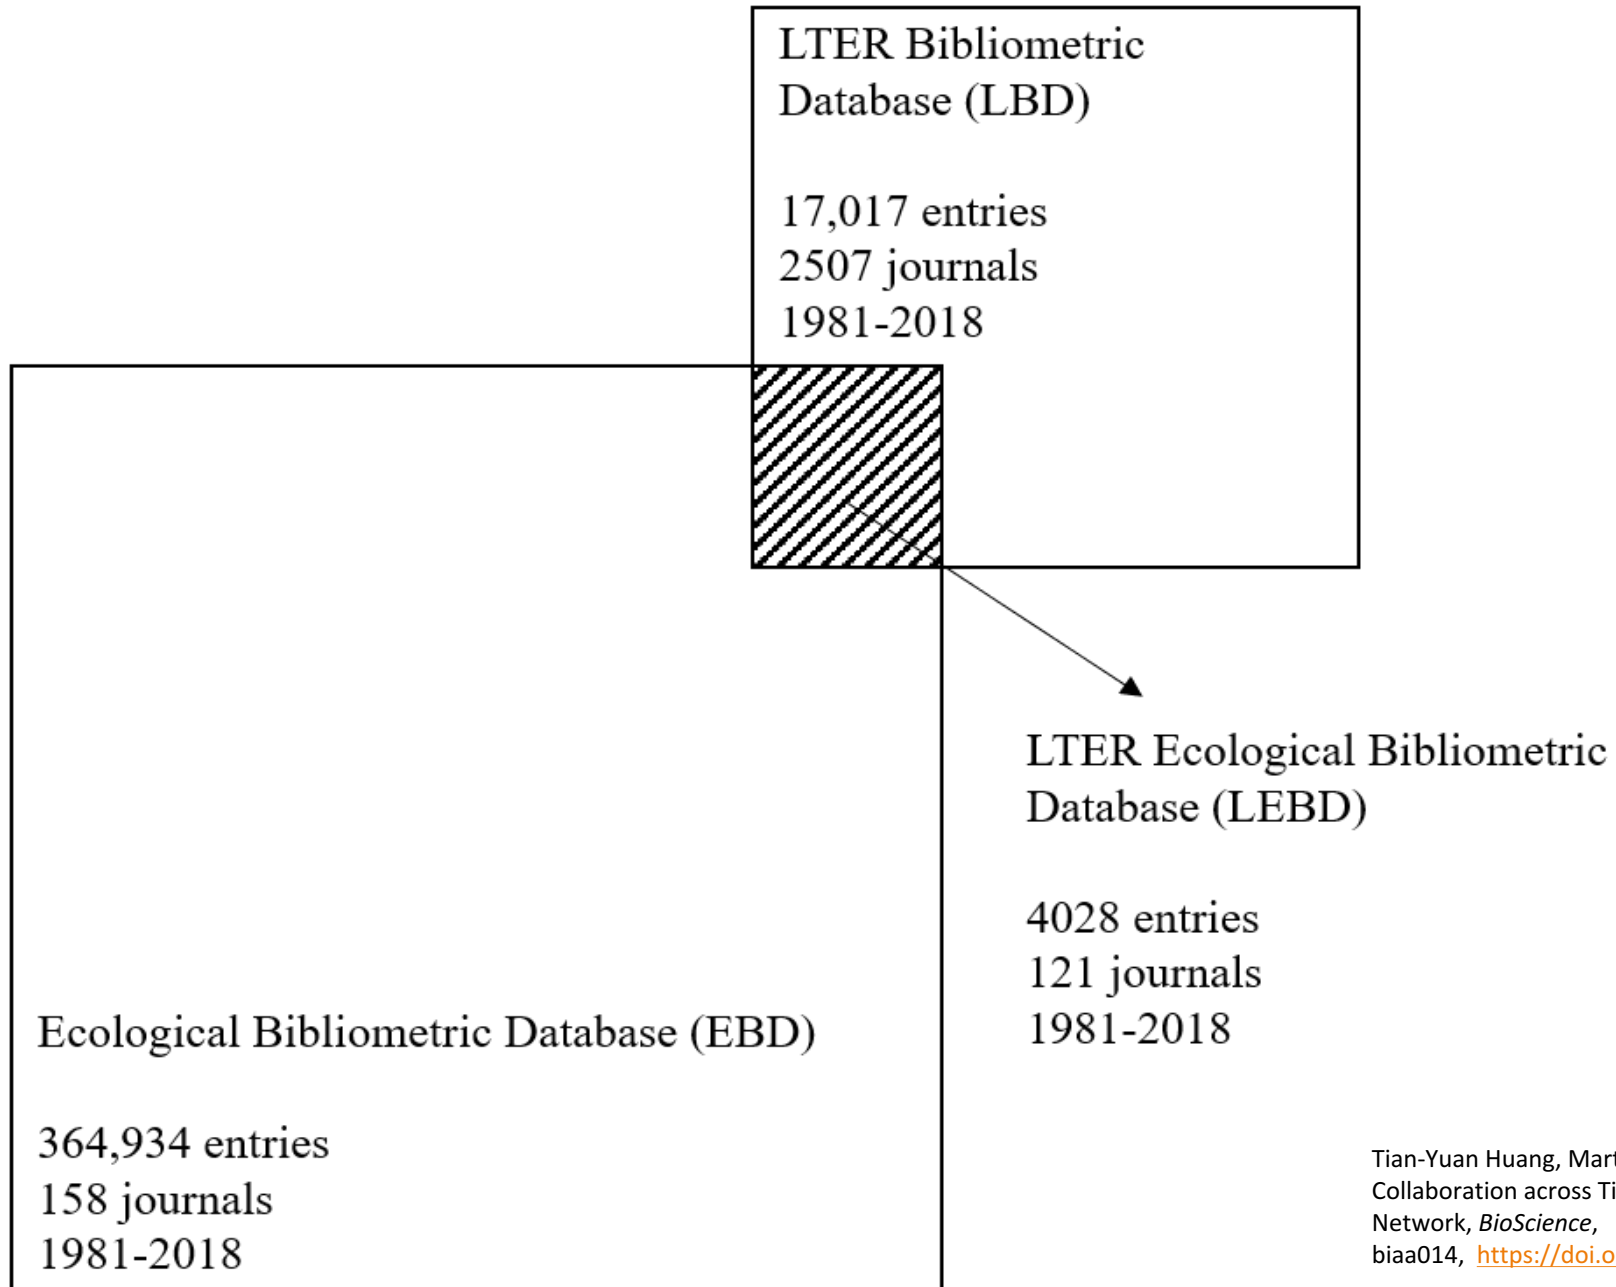 LTER Bibliometric
Database (LBD)
17,017 entries
2507 journals
1981-2018
LTER Ecological Bibliometric
Database (LEBD)
4028 entries
121 journals
1981-2018
Ecological Bibliometric Database (EBD)
364,934 entries
158 journals
1981-2018
Tian-Yuan Huang, Mart
Collaboration across Ti
Network, BioScience,
biaa014, https://doi.o